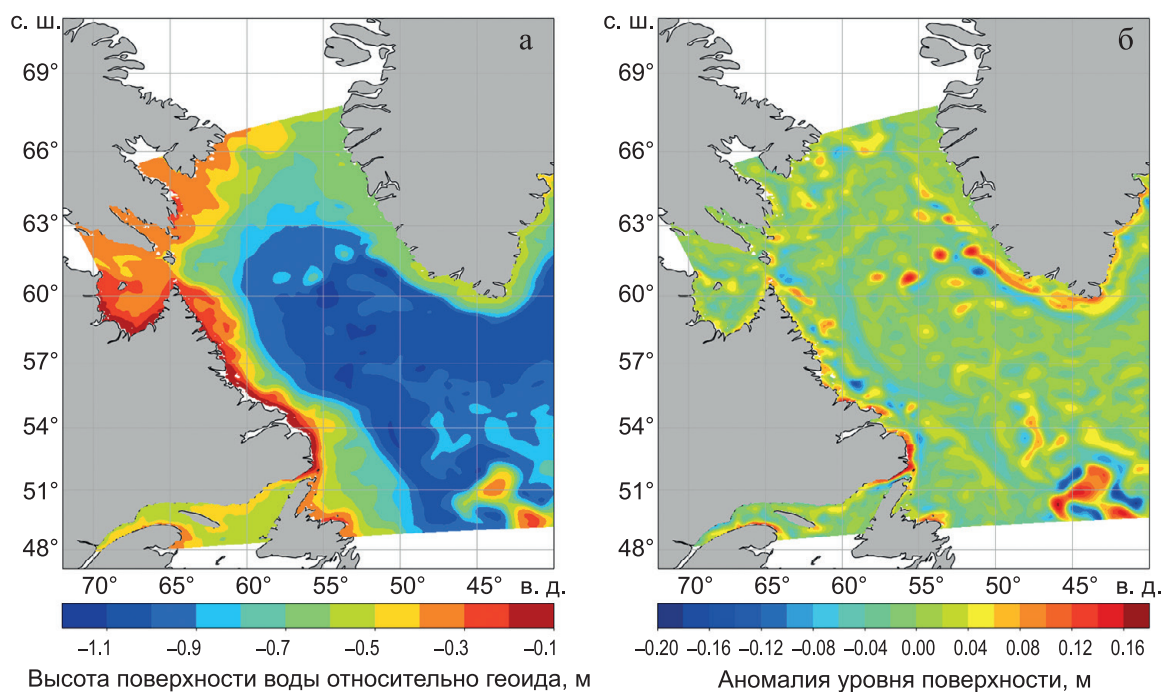 с. ш.
а
69°
66°
63°
60°
57°
54°
51°
48°
70° 65° 60° 55° 50° 45° в. д.
–1.1 –0.9 –0.7 –0.5 –0.3 –0.1
Высота поверхности воды относительно геоида, м
с. ш.
б
69°
66°
63°
60°
57°
54°
51°
48°
70° 65° 60° 55° 50° 45° в. д.
–0.20 –0.16 –0.12 –0.08 –0.04 0.00 0.04 0.08 0.12 0.16
Аномалия уровня поверхности, м